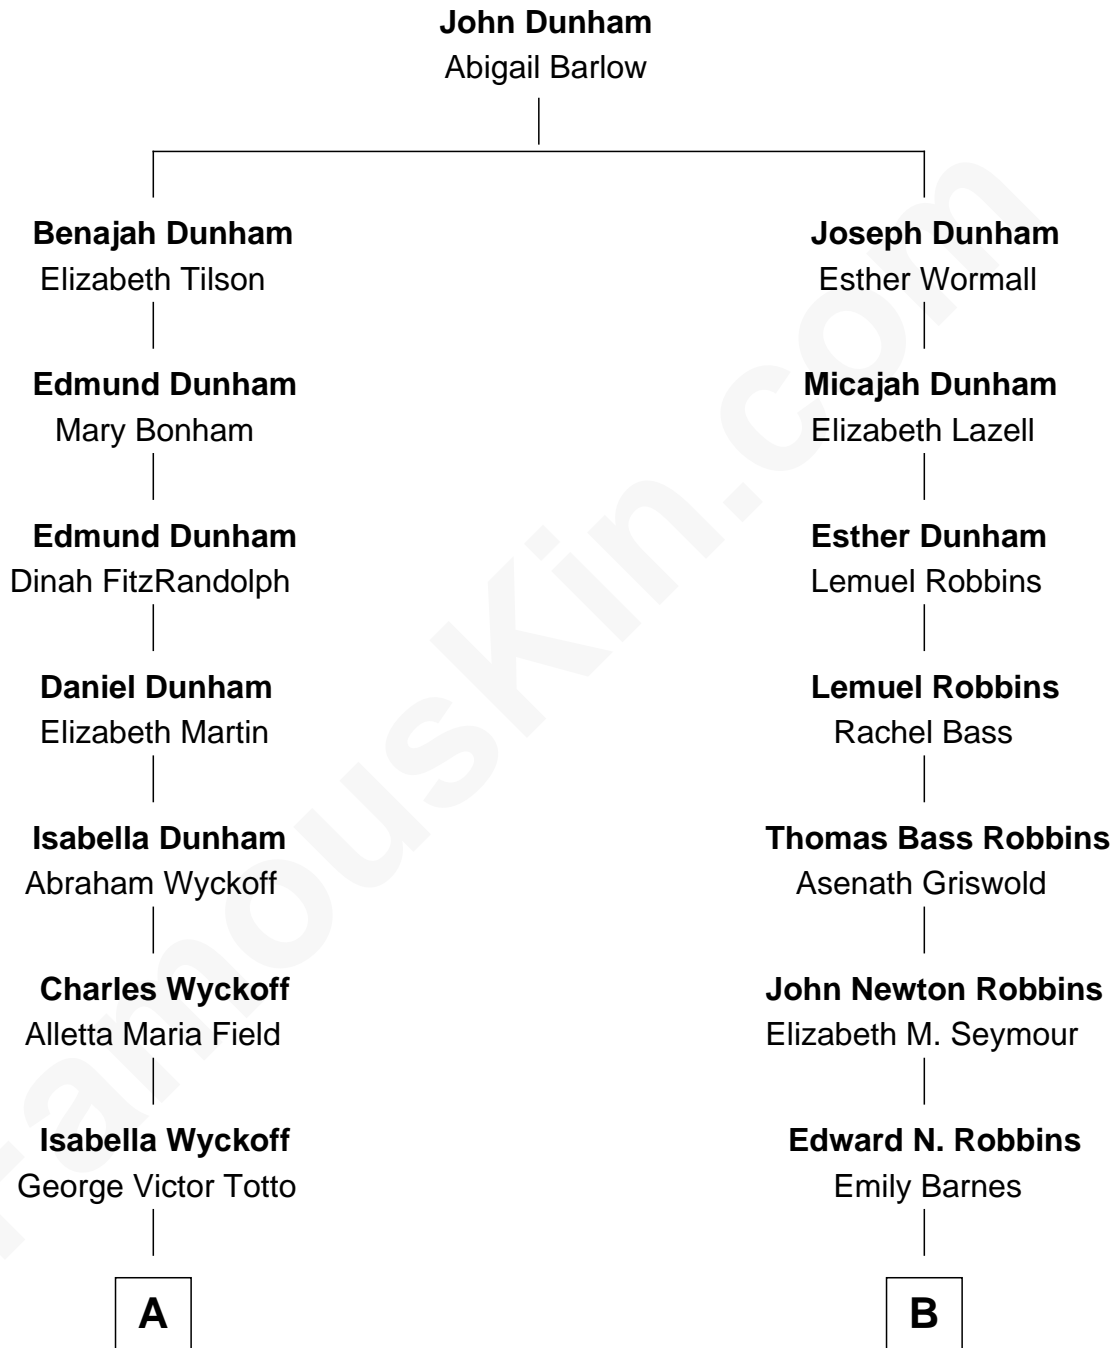 John Dunham
Abigail Barlow
Benajah Dunham
Elizabeth Tilson
Joseph Dunham
Esther Wormall
Edmund Dunham
Mary Bonham
Micajah Dunham
Elizabeth Lazell
Edmund Dunham
Dinah FitzRandolph
Esther Dunham
Lemuel Robbins
Daniel Dunham
Elizabeth Martin
Lemuel Robbins
Rachel Bass
Isabella Dunham
Abraham Wyckoff
Thomas Bass Robbins
Asenath Griswold
Charles Wyckoff
Alletta Maria Field
John Newton Robbins
Elizabeth M. Seymour
Isabella Wyckoff
George Victor Totto
Edward N. Robbins
Emily Barnes
A
B
FamousKin.com